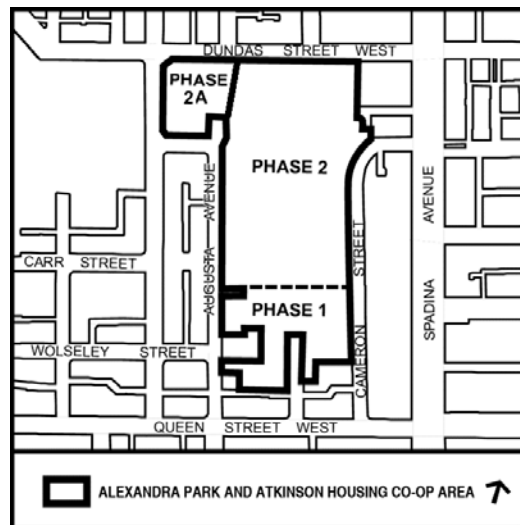 DUNDAS STREET WEST
PHASE
2A
PHASE 2
AUGUSTA AVENUE
CAMERON STREET
SPADINA AVENUE
CARR STREET
PHASE 1
WOLSELEY STREET
QUEEN STREET WEST
ALEXANDRA PARK AND ATKINSON HOUSING CO-OP AREA